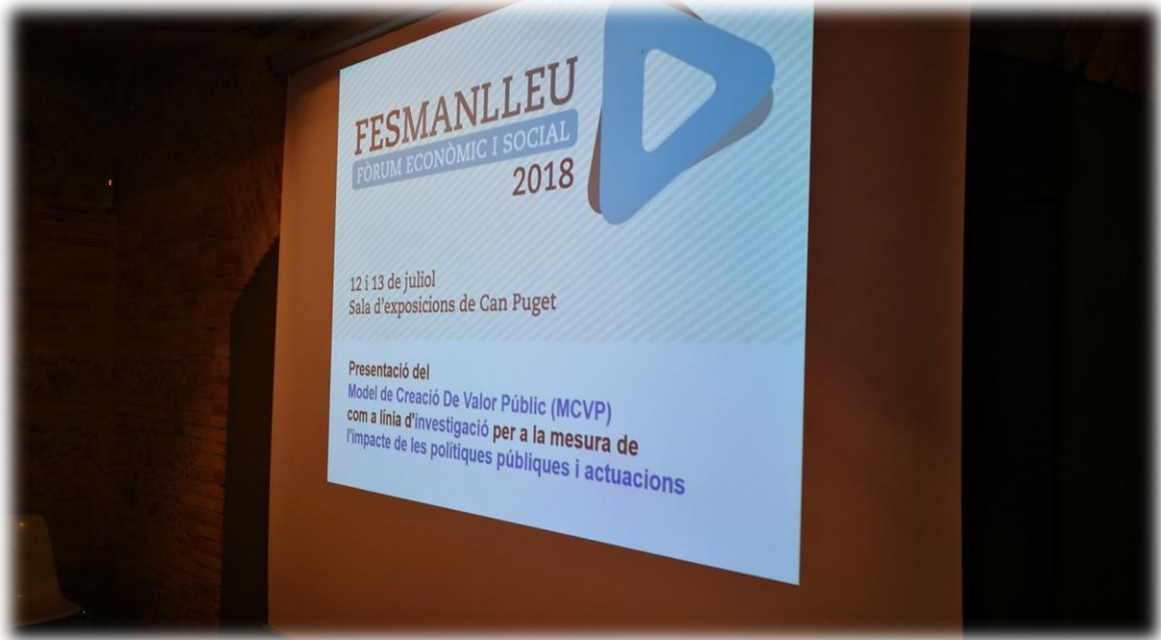 FESMANLLEU
FÒRUM ECONÒMIC I SOCIAL
2018
12 i 13 de juliol
Sala d'exposicions de Can Puget
Presentació del
Model de Creació De Valor Públic (MCVP)
com a línia d'investigació per a la mesura de
l'impacte de les polítiques públiques i actuacions